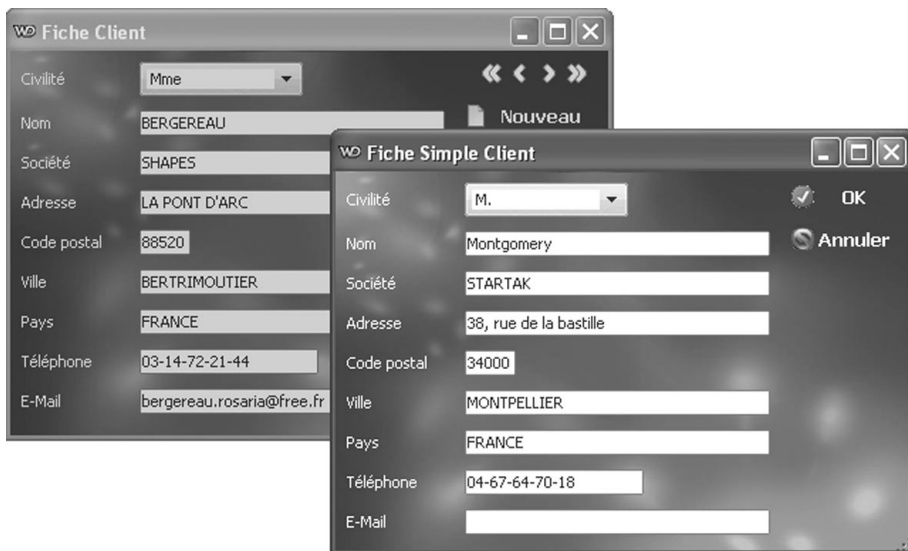 WD Fiche Client
Civilité Mme
Nom BERGEREAU
Nouveau
Société SHAPES
Adresse LA PONT D'ARC
Code postal 88520
Ville BERTRIMOUTIER
Pays FRANCE
Téléphone 03-14-72-21-44
E-Mail bergereau.rosaria@free.fr
WD Fiche Simple Client
Civilité M. OK
Nom Montgomery Annuler
Société STARTAK
Adresse 38, rue de la bastille
Code postal 34000
Ville MONTPELLIER
Pays FRANCE
Téléphone 04-67-64-70-18
E-Mail